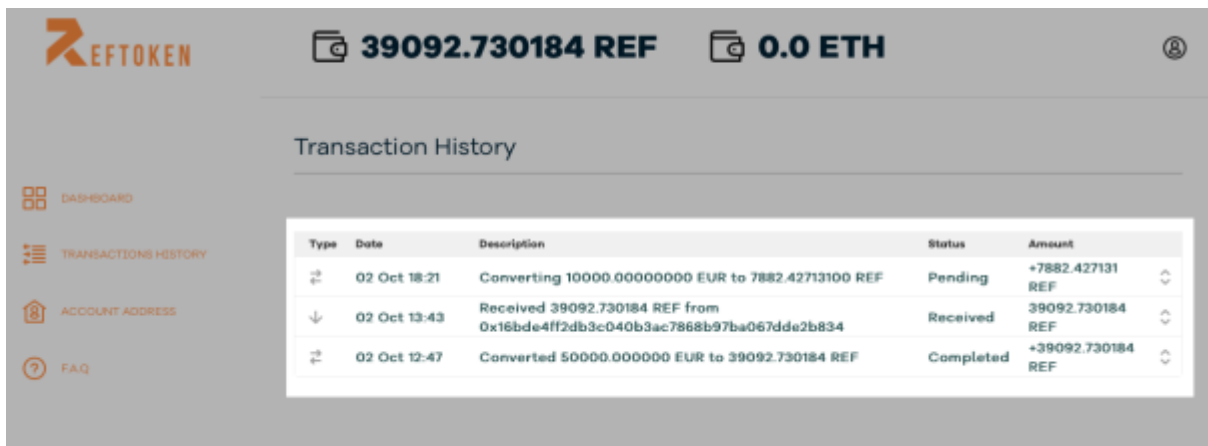 REFTOKEN
39092.730184 REF 0.0 ETH
Transaction History
DASHBOARD
TRANSACTIONS HISTORY
ACCOUNT ADDRESS
F.A.Q
Type Date Description Status Amount
02 Oct 18:21 Converting 10000.00000000 EUR to 7882.42713100 REF Pending +7882.427131
REF
02 Oct 13:43 Received 39092.730184 REF from
0x16bde4ff2db3c040b3ac7868b97ba067dde2b834 Received 39092.730184
REF
02 Oct 12:47 Converted 50000.000000 EUR to 39092.730184 REF Completed +39092.730184
REF